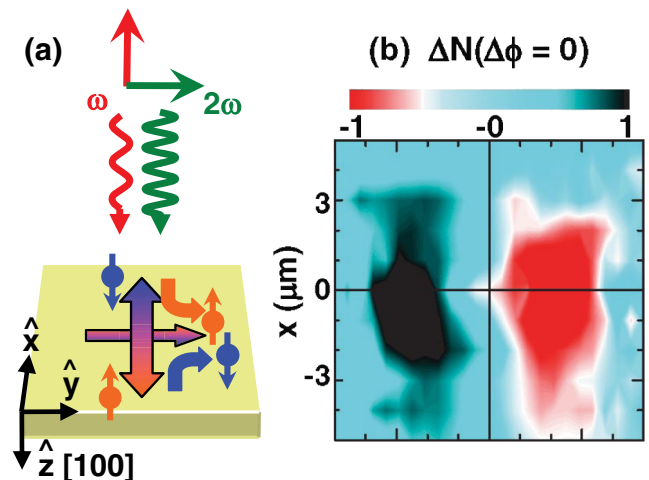 (a)
ω
2ω
x̂
ŷ
ẑ [100]
(b) ΔN(Δϕ = 0)
-1 -0 1
x (μm)
3
0
-3